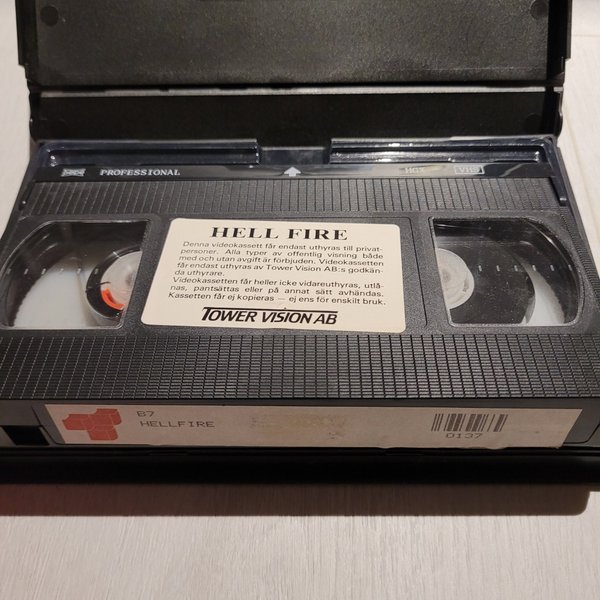 PROFESSIONAL
HGX VHS
HELL FIRE
Denna videokassett får endast uthyras till privat-
personer. Alla typer av offentlig visning både
med och utan avgift är förbjuden. Videokassetten
får endast uthyras av Tower Vision AB:s godkän-
da uthyrare.
Videokassetten får heller icke vidareuthyras, utlå-
nas, pantsättas eller på annat sätt avhändas.
Kassetten får ej kopieras — ej ens för enskilt bruk.
TOWER VISION AB
B7
HELLFIRE
0137